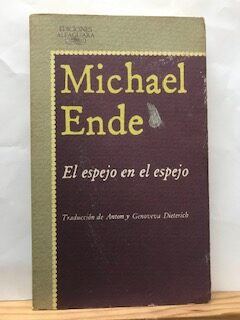 EDICIONES
ALFAGUARA
Michael
Ende
El espejo en el espejo
Traducción de Anton y Genoveva Dieterich